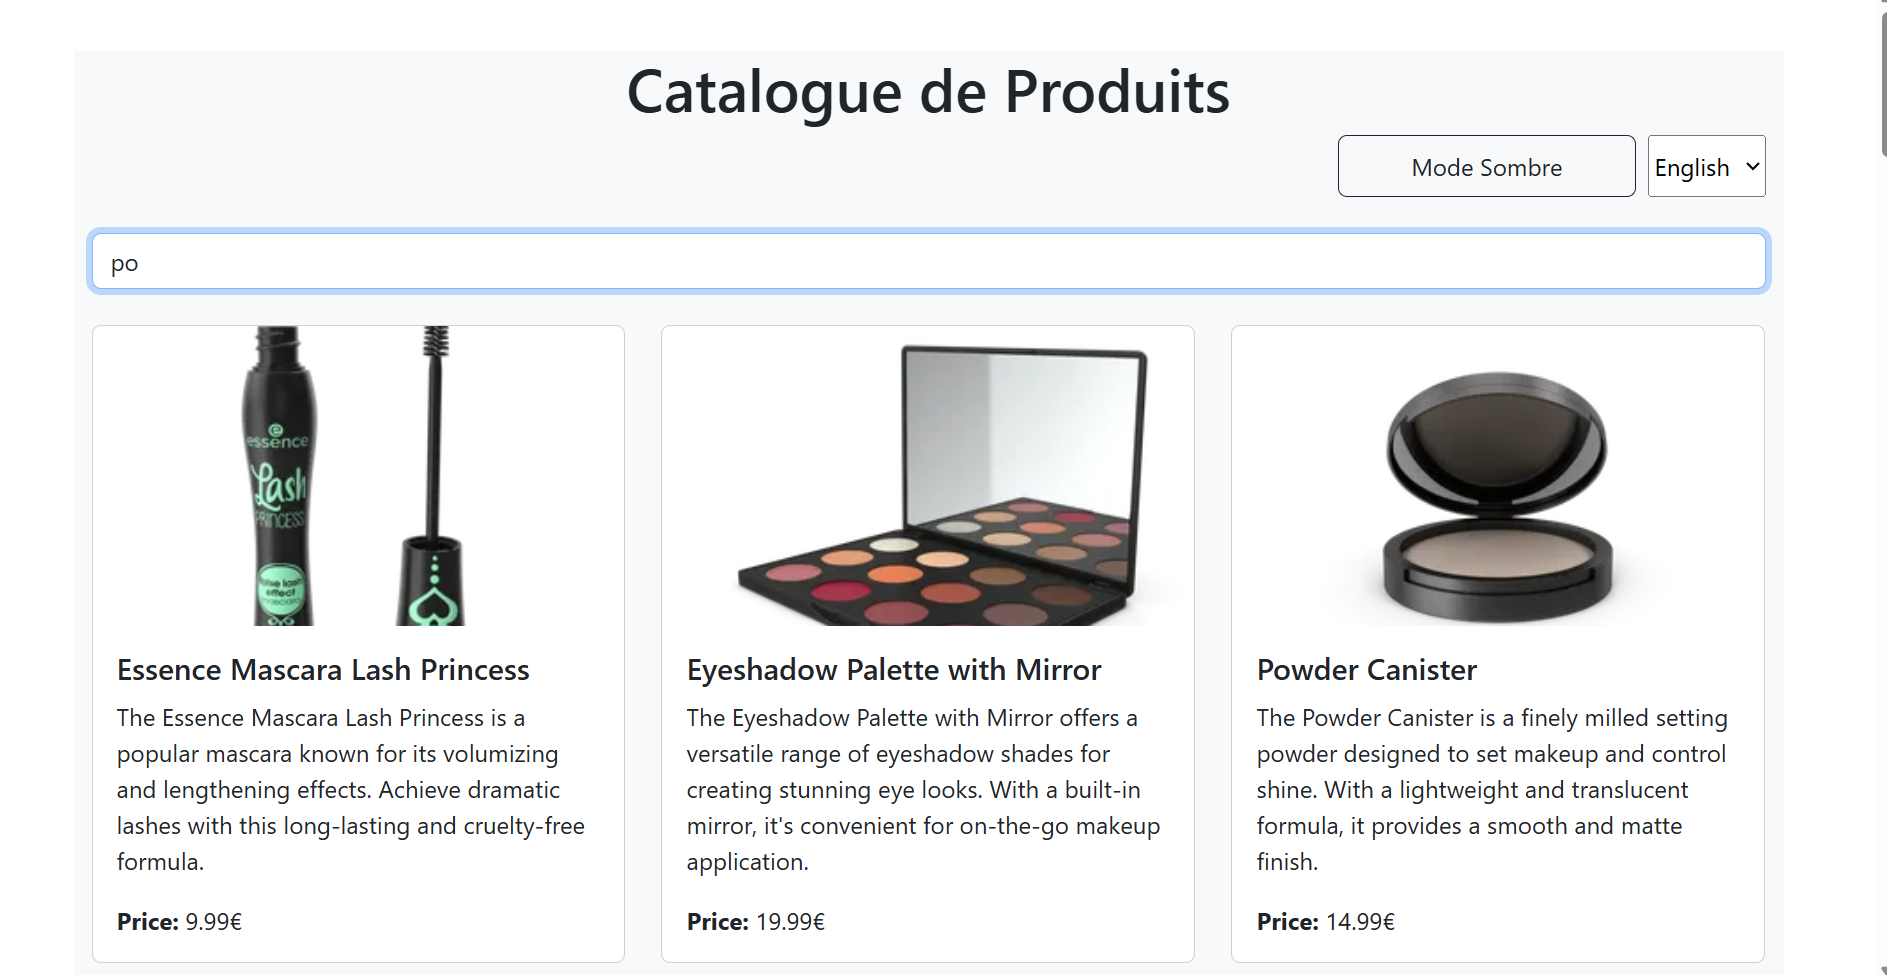 Catalogue de Produits
Mode Sombre
English
po
essence
Lash
PRINCESS
false lash
effect
mascara
Essence Mascara Lash Princess
The Essence Mascara Lash Princess is a
popular mascara known for its volumizing
and lengthening effects. Achieve dramatic
lashes with this long-lasting and cruelty-free
formula.
Price: 9.99€
Eyeshadow Palette with Mirror
The Eyeshadow Palette with Mirror offers a
versatile range of eyeshadow shades for
creating stunning eye looks. With a built-in
mirror, it's convenient for on-the-go makeup
application.
Price: 19.99€
Powder Canister
The Powder Canister is a finely milled setting
powder designed to set makeup and control
shine. With a lightweight and translucent
formula, it provides a smooth and matte
finish.
Price: 14.99€